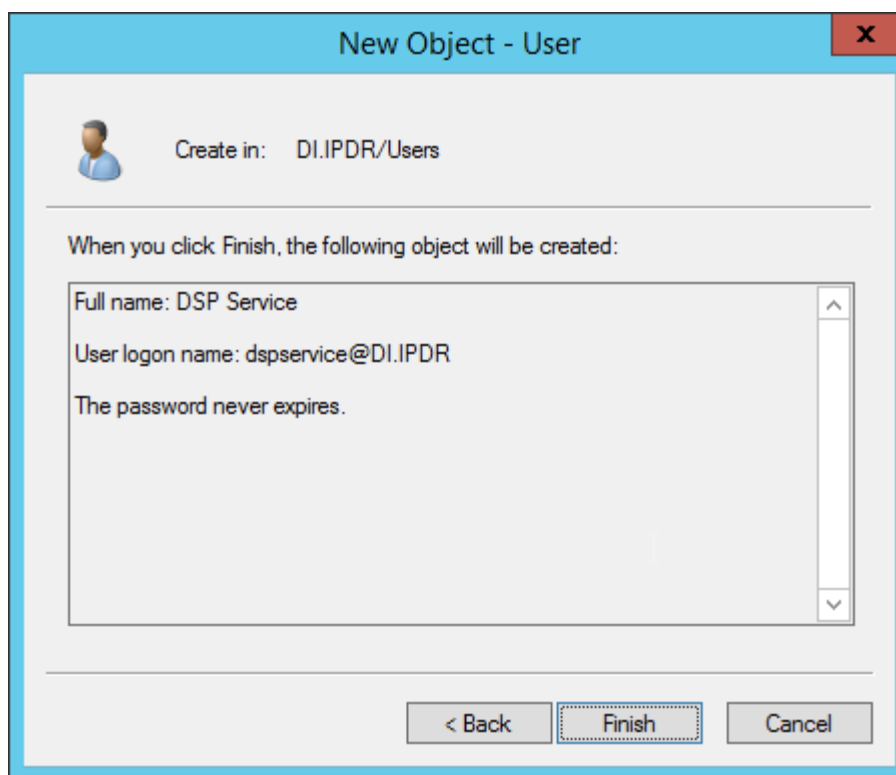 New Object - User
x
Create in: DI.IPDR/Users
When you click Finish, the following object will be created:
Full name: DSP Service
User logon name: dspservice@DI.IPDR
The password never expires.
< Back Finish Cancel